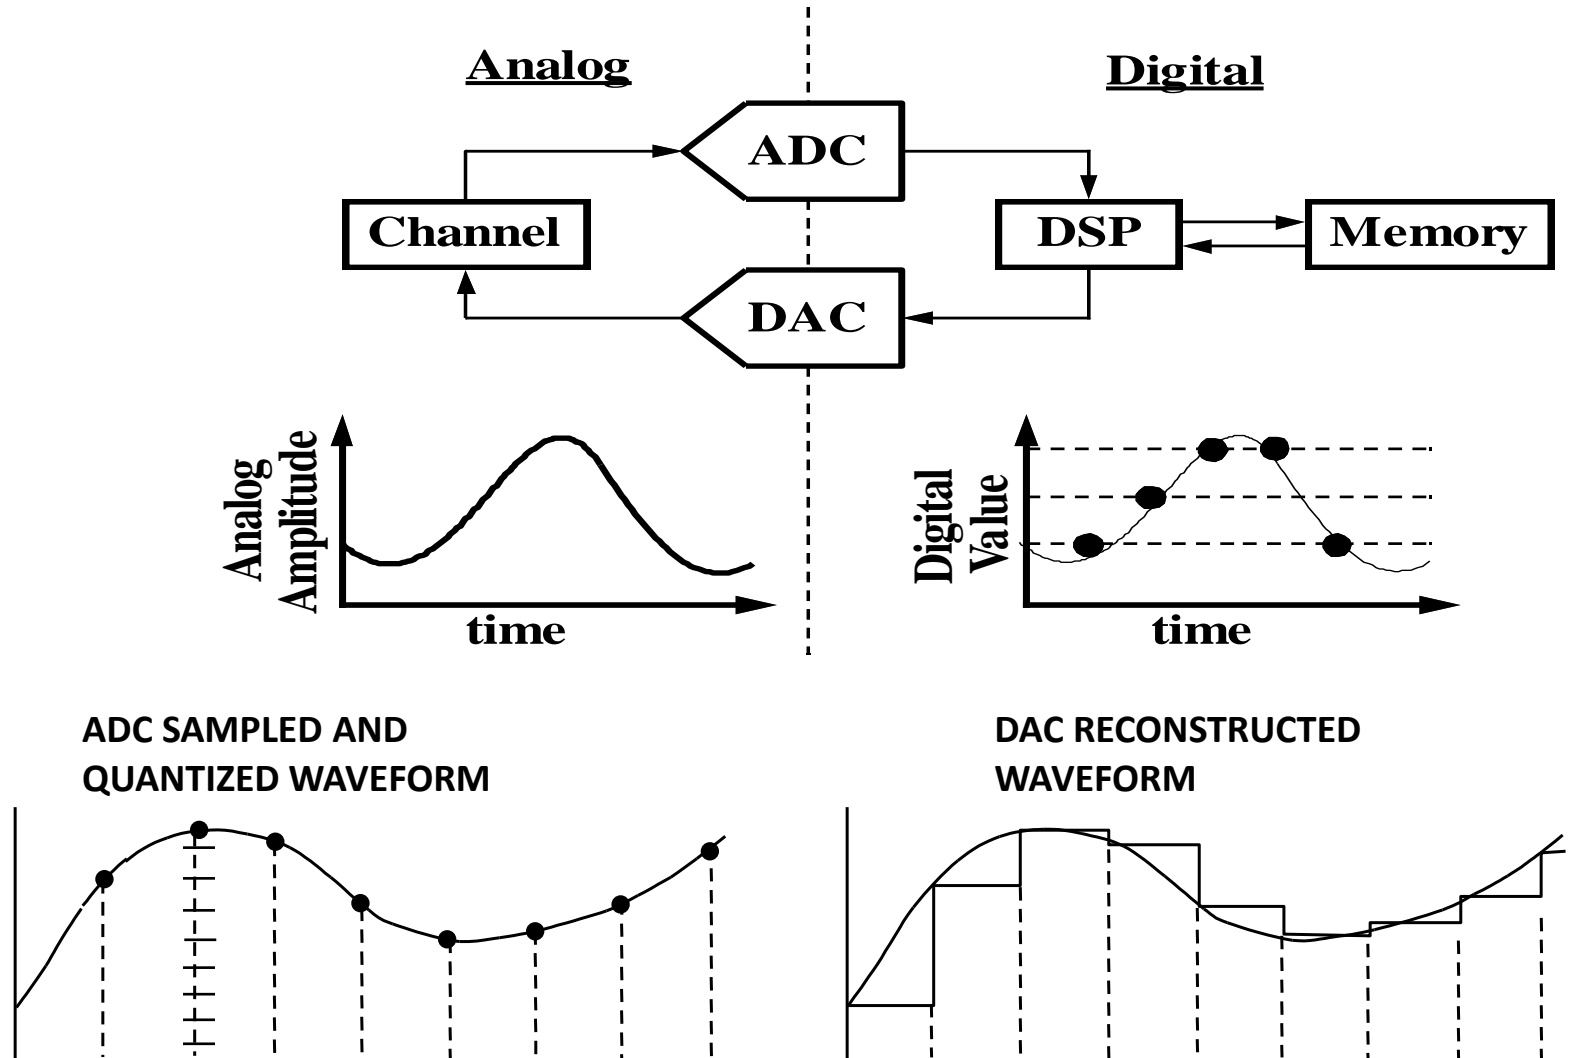 Analog
Digital
ADC
Channel
DSP
Memory
DAC
Analog
Amplitude
time
Digital
Value
time
ADC SAMPLED AND
QUANTIZED WAVEFORM
DAC RECONSTRUCTED
WAVEFORM